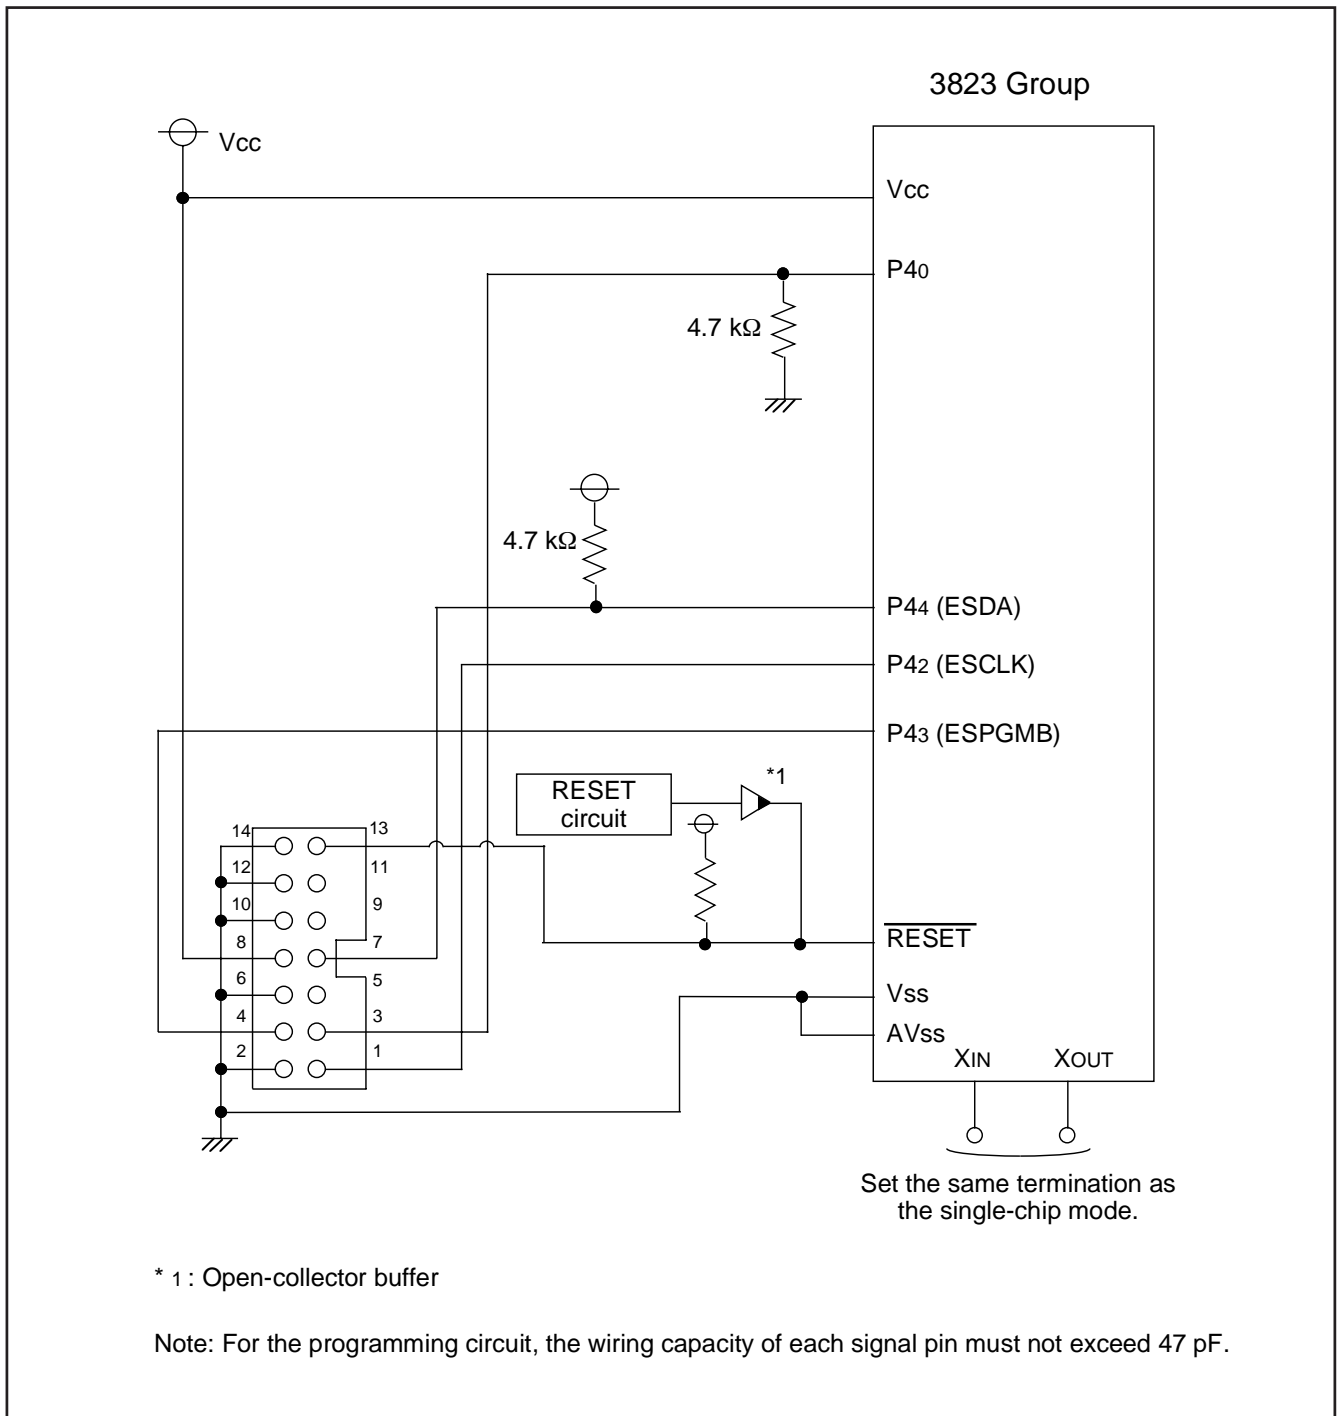 3823 Group
Vcc
Vcc
P40
4.7 kΩ
4.7 kΩ
P44 (ESDA)
P42 (ESCLK)
P43 (ESPGMB)
*1
RESET
circuit
14
13
12
11
10
9
8
7
6
5
4
3
2
1
RESET
Vss
AVss
XIN
XOUT
Set the same termination as
the single-chip mode.
* 1 : Open-collector buffer
Note: For the programming circuit, the wiring capacity of each signal pin must not exceed 47 pF.